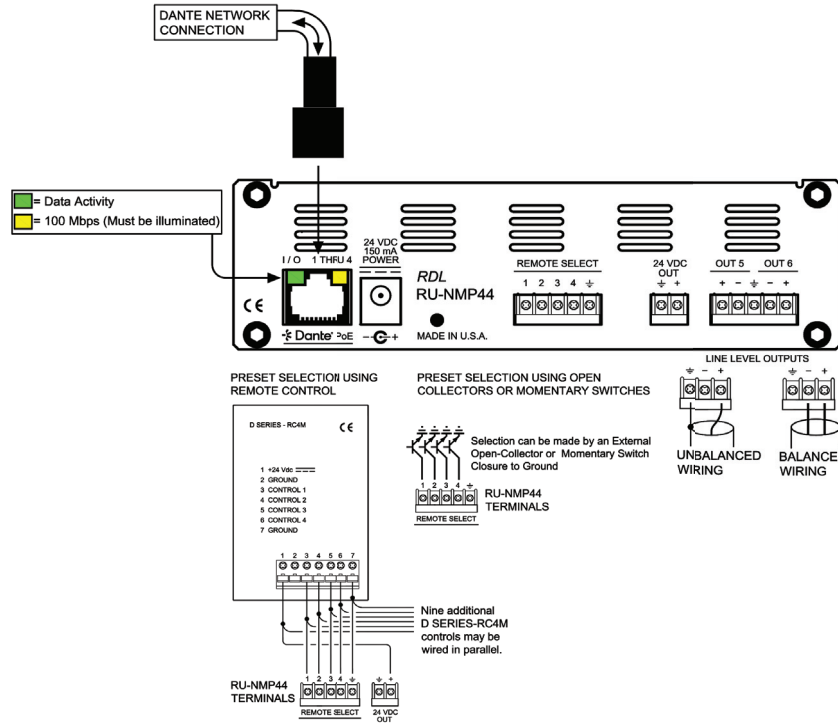 DANTE NETWORK
CONNECTION
= Data Activity
= 100 Mbps (Must be illuminated)
24 VDC
150 mA
POWER
I / O 1 THRU 4
RDL
RU-NMP44
REMOTE SELECT
1 2 3 4
24 VDC
OUT
+
OUT 5 OUT 6
+ - - +
CE
Dante PoE
- C +
MADE IN U.S.A.
PRESET SELECTION USING
REMOTE CONTROL
D SERIES - RC4M
CE
1 +24 Vdc
2 GROUND
3 CONTROL 1
4 CONTROL 2
5 CONTROL 3
6 CONTROL 4
7 GROUND
1 2 3 4 5 6 7
Nine additional
D SERIES-RC4M
controls may be
wired in parallel.
RU-NMP44
TERMINALS
1 2 3 4
REMOTE SELECT
+
24 VDC
OUT
PRESET SELECTION USING OPEN
COLLECTORS OR MOMENTARY SWITCHES
Selection can be made by an External
Open-Collector or Momentary Switch
Closure to Ground
1 2 3 4
RU-NMP44
TERMINALS
REMOTE SELECT
LINE LEVEL OUTPUTS
- +
- +
UNBALANCED
WIRING
BALANCE
WIRING